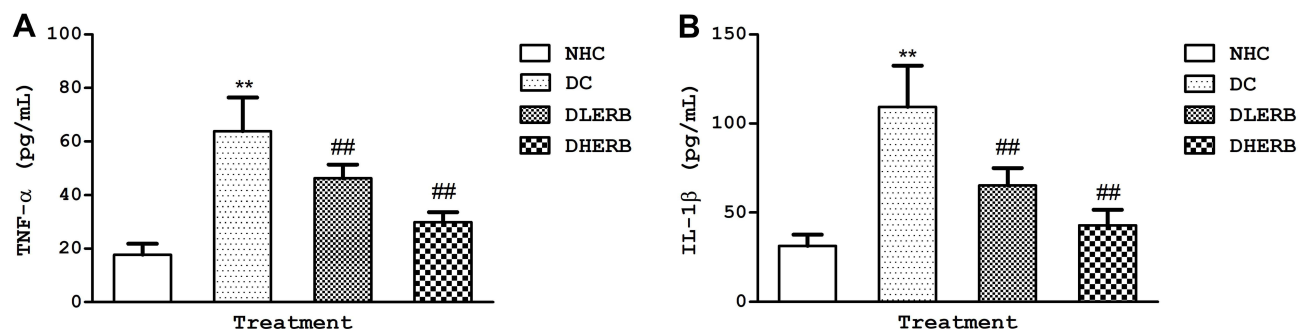 A
TNF-α (pg/mL)
100
80
60
40
20
0
**
##
##
Treatment
NHC
DC
DLERB
DHERB
B
IL-1β (pg/mL)
150
100
50
0
**
##
##
Treatment
NHC
DC
DLERB
DHERB